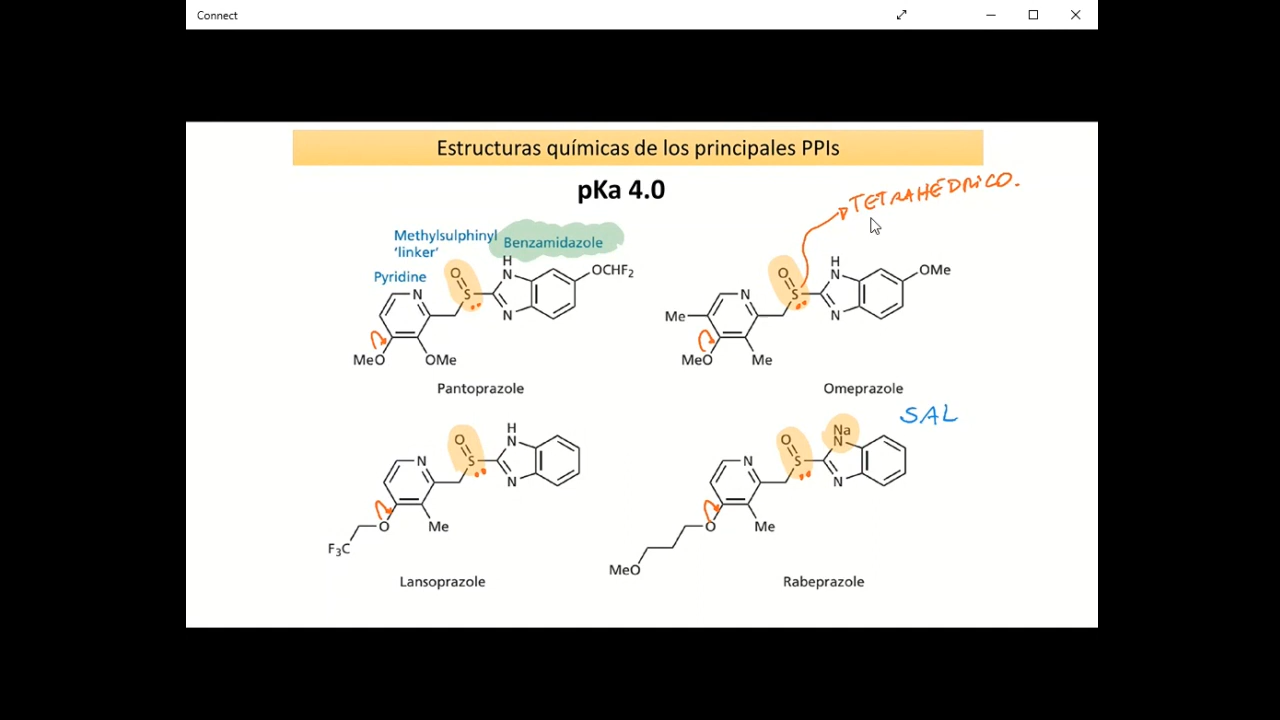 Connect
Estructuras químicas de los principales PPIs
pKa 4.0
TETRAHÉDRICO.
Methylsulphinyl
'linker'
Benzamidazole
Pyridine
O
S
N
H
N
N
OCHF₂
MeO
OMe
Pantoprazole
O
S
N
H
N
N
OMe
Me
MeO
Me
Omeprazole
SAL
O
S
N
H
N
N
O
Me
F₃C
Lansoprazole
O
S
N
Na
N
N
O
Me
MeO
Rabeprazole